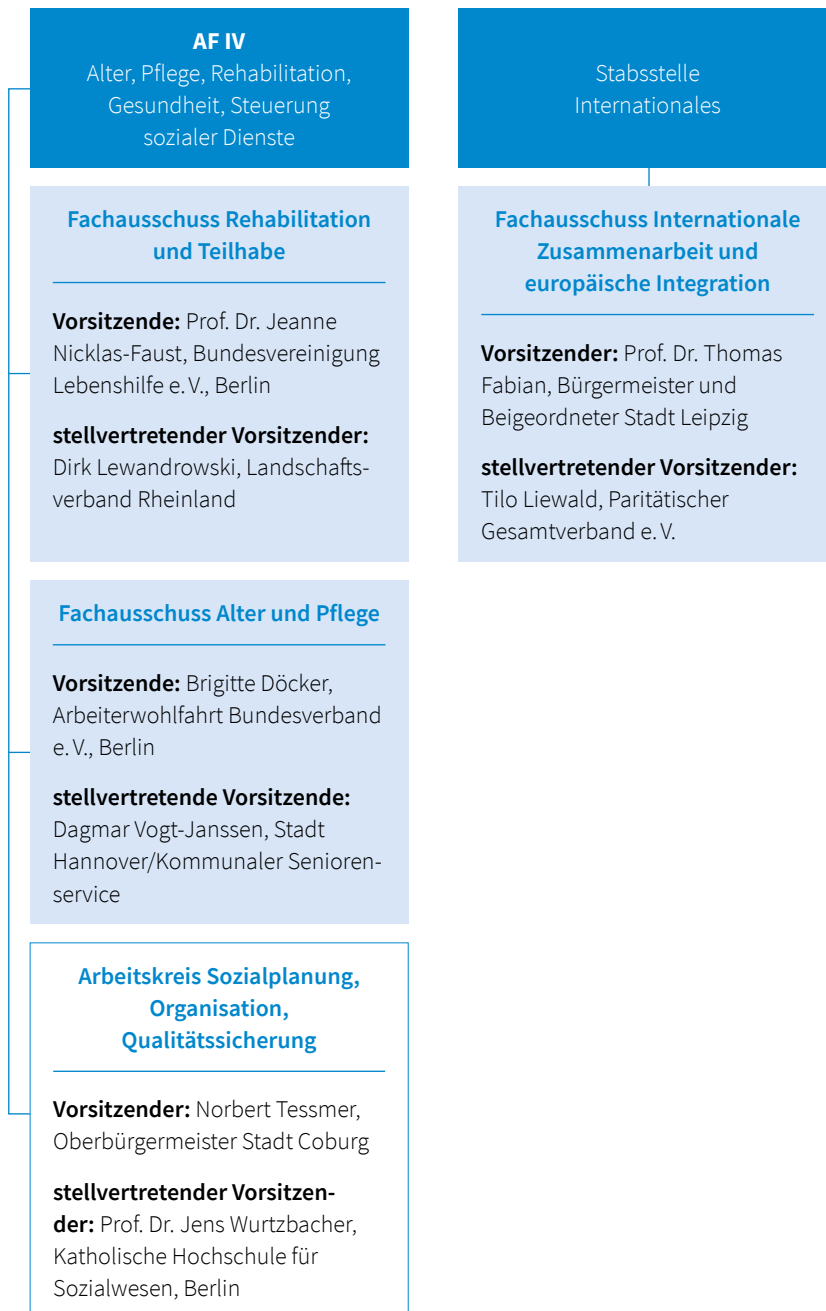 AF IV
Alter, Pflege, Rehabilitation,
Gesundheit, Steuerung
sozialer Dienste
Fachausschuss Rehabilitation
und Teilhabe
Vorsitzende: Prof. Dr. Jeanne
Nicklas-Faust, Bundesvereinigung
Lebenshilfe e. V., Berlin
stellvertretender Vorsitzender:
Dirk Lewandrowski, Landschafts-
verband Rheinland
Fachausschuss Alter und Pflege
Vorsitzende: Brigitte Döcker,
Arbeiterwohlfahrt Bundesverband
e. V., Berlin
stellvertretende Vorsitzende:
Dagmar Vogt-Janssen, Stadt
Hannover/Kommunaler Senioren-
service
Arbeitskreis Sozialplanung,
Organisation,
Qualitätssicherung
Vorsitzender: Norbert Tessmer,
Oberbürgermeister Stadt Coburg
stellvertretender Vorsitzen-
der: Prof. Dr. Jens Wurtzbacher,
Katholische Hochschule für
Sozialwesen, Berlin
Stabsstelle
Internationales
Fachausschuss Internationale
Zusammenarbeit und
europäische Integration
Vorsitzender: Prof. Dr. Thomas
Fabian, Bürgermeister und
Beigeordneter Stadt Leipzig
stellvertretender Vorsitzender:
Tilo Liewald, Paritätischer
Gesamtverband e. V.